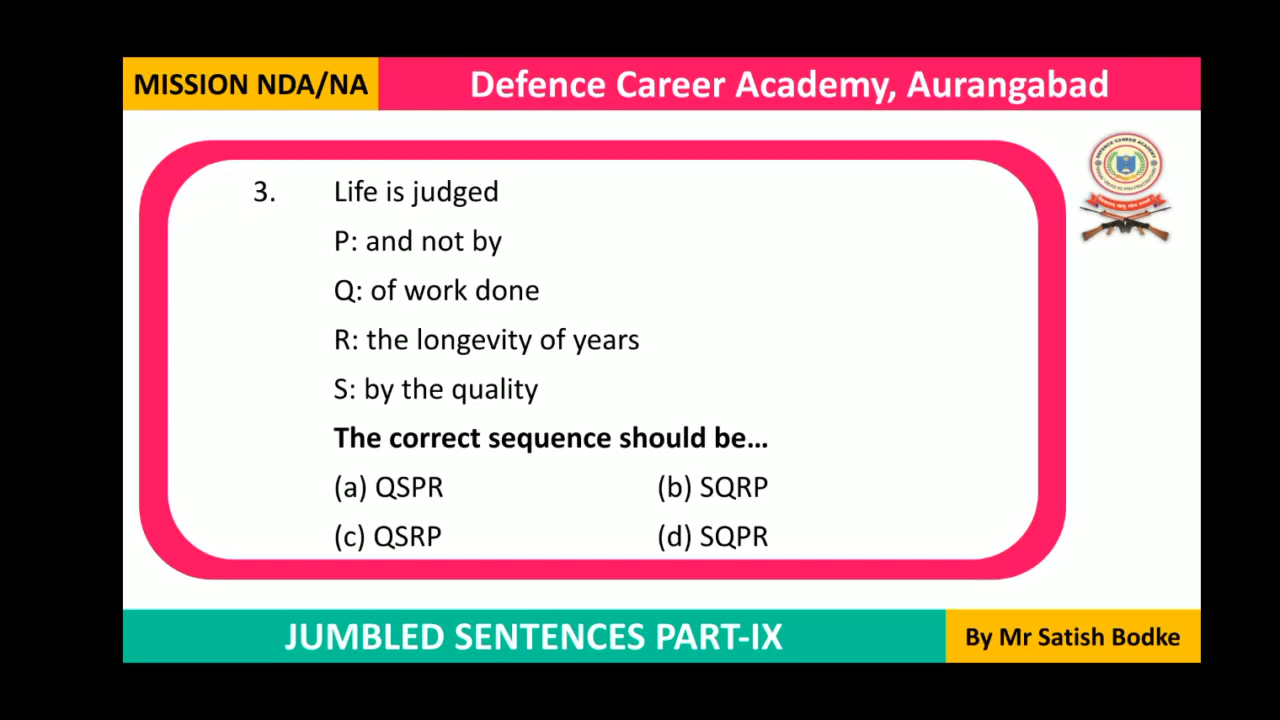 MISSION NDA/NA
Defence Career Academy, Aurangabad
3. Life is judged
P: and not by
Q: of work done
R: the longevity of years
S: by the quality
The correct sequence should be...
(a) QSPR (b) SQRP
(c) QSRP (d) SQPR
JUMBLED SENTENCES PART-IX
By Mr Satish Bodke